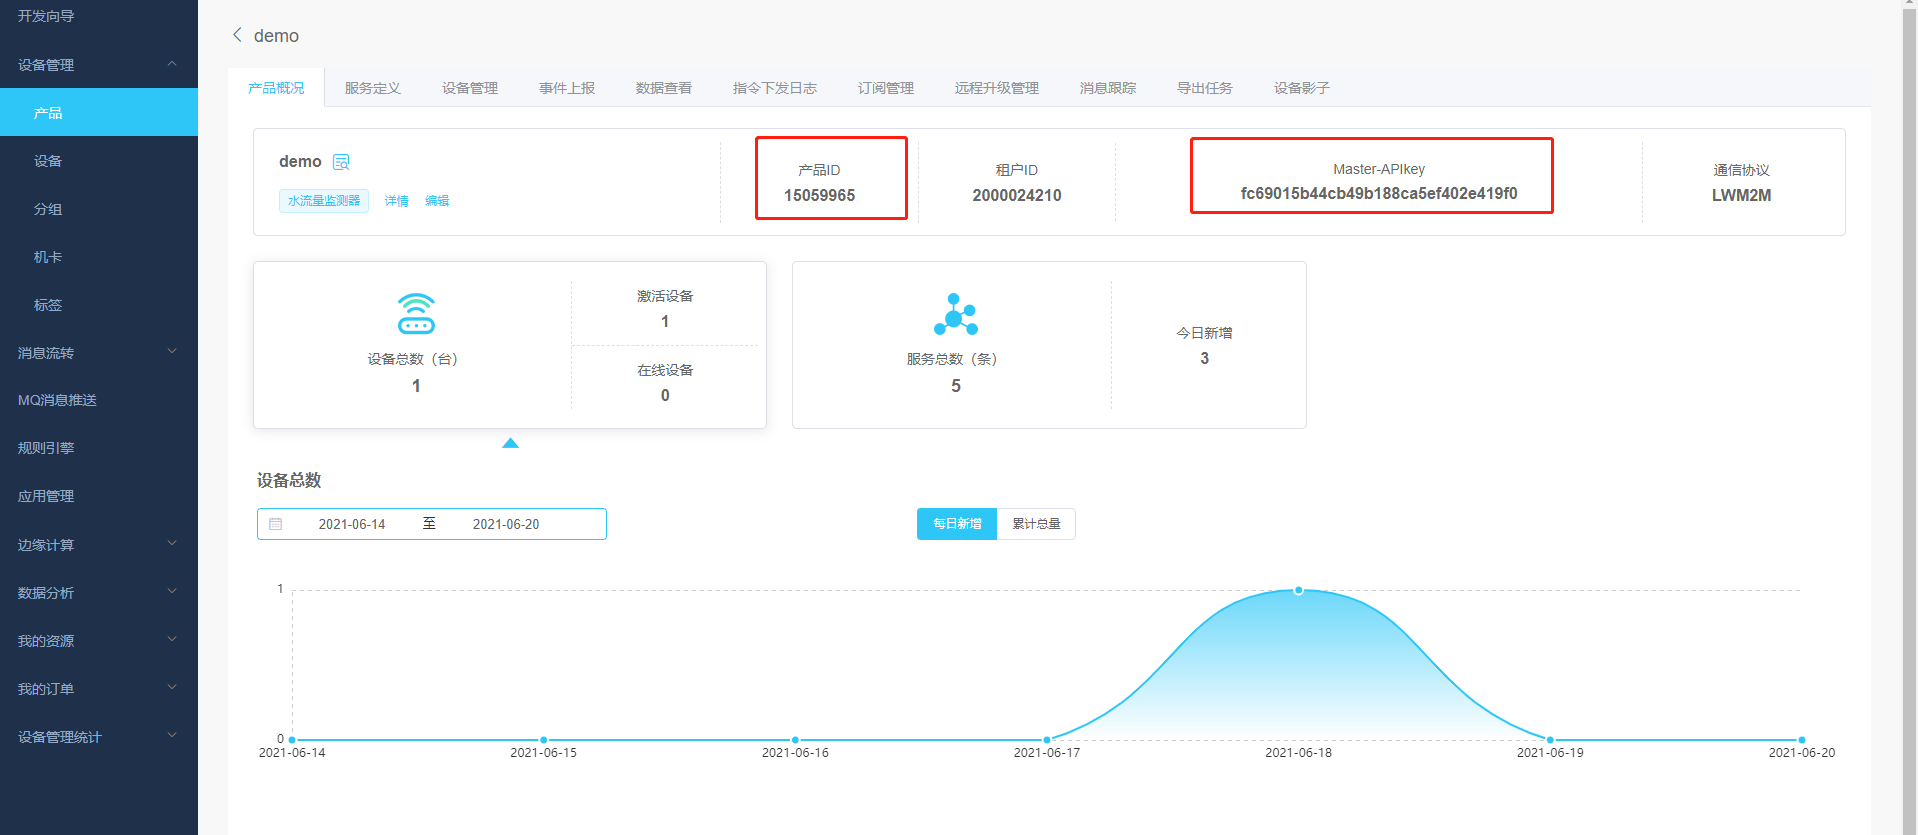 开发向导
设备管理
产品
设备
分组
机卡
标签
消息流转
MQ消息推送
规则引擎
应用管理
边缘计算
数据分析
我的资源
我的订单
设备管理统计
demo
产品概况 服务定义 设备管理 事件上报 数据查看 指令下发日志 订阅管理 远程升级管理 消息跟踪 导出任务 设备影子
demo
水流量监测器 详情 编辑
产品ID
15059965
租户ID
2000024210
Master-APIkey
fc69015b44cb49b188ca5ef402e419f0
通信协议
LWM2M
设备总数（台）
1
激活设备
1
在线设备
0
服务总数（条）
5
今日新增
3
设备总数
2021-06-14 至 2021-06-20
每日新增 累计总量
1
0
2021-06-14 2021-06-15 2021-06-16 2021-06-17 2021-06-18 2021-06-19 2021-06-20